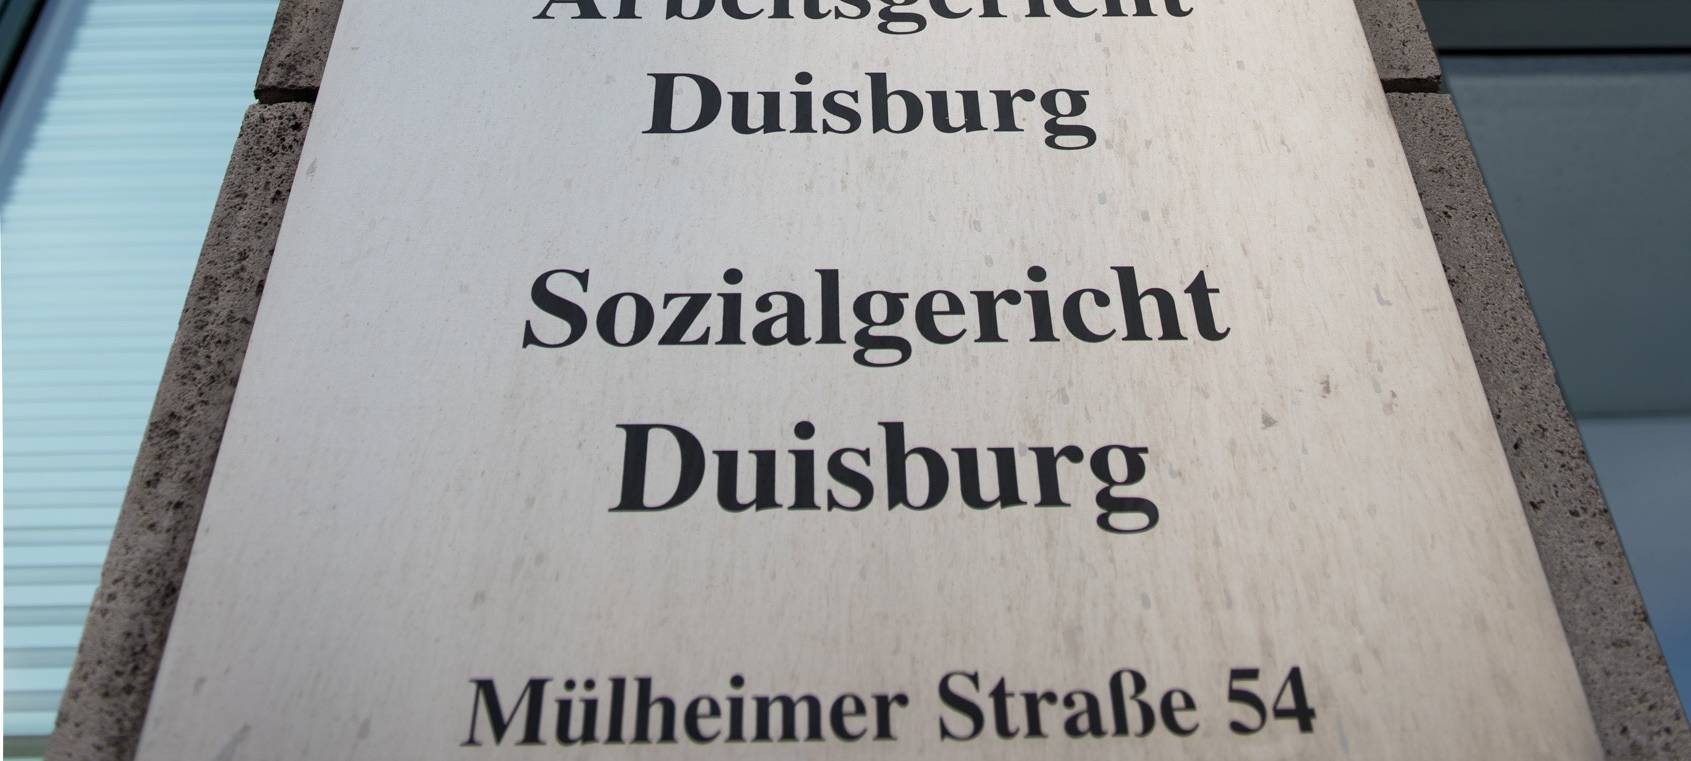 Arbeitsgericht
Duisburg
Sozialgericht
Duisburg
Mülheimer Straße 54